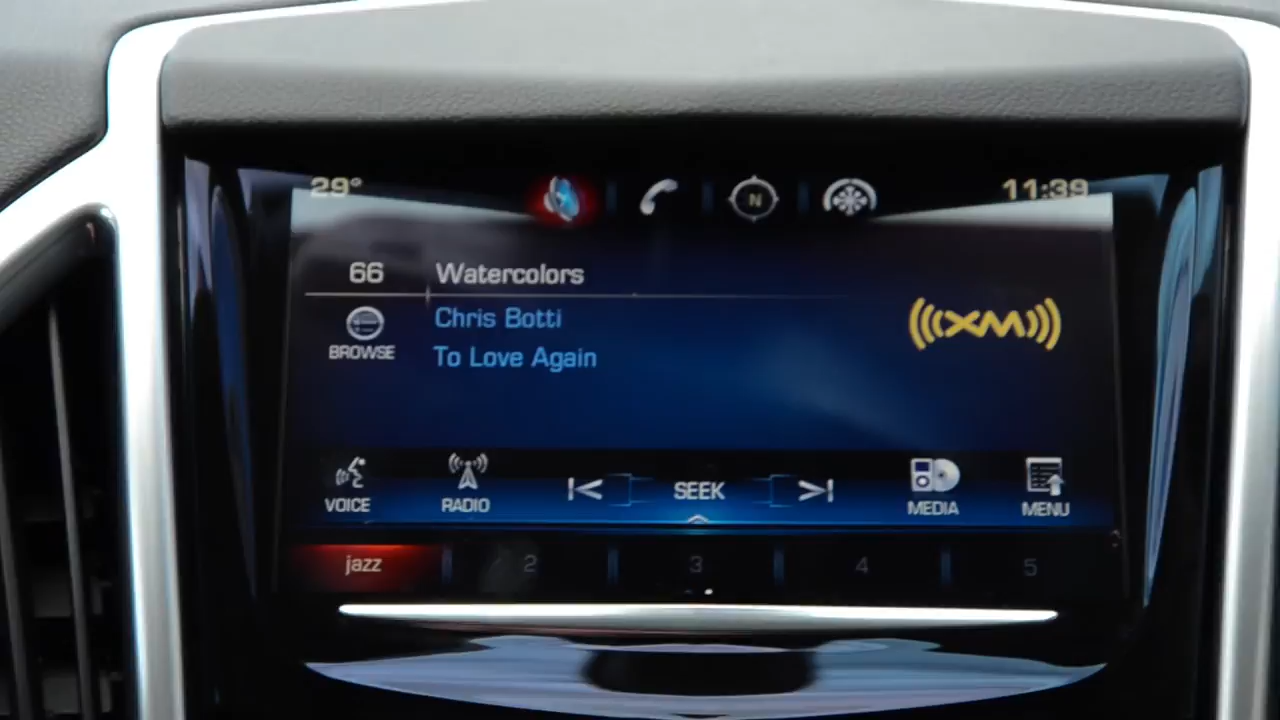 29° N 11:39
66 Watercolors
Chris Botti
BROWSE
To Love Again
XM
VOICE RADIO SEEK MEDIA MENU
jazz 2 3 4 5